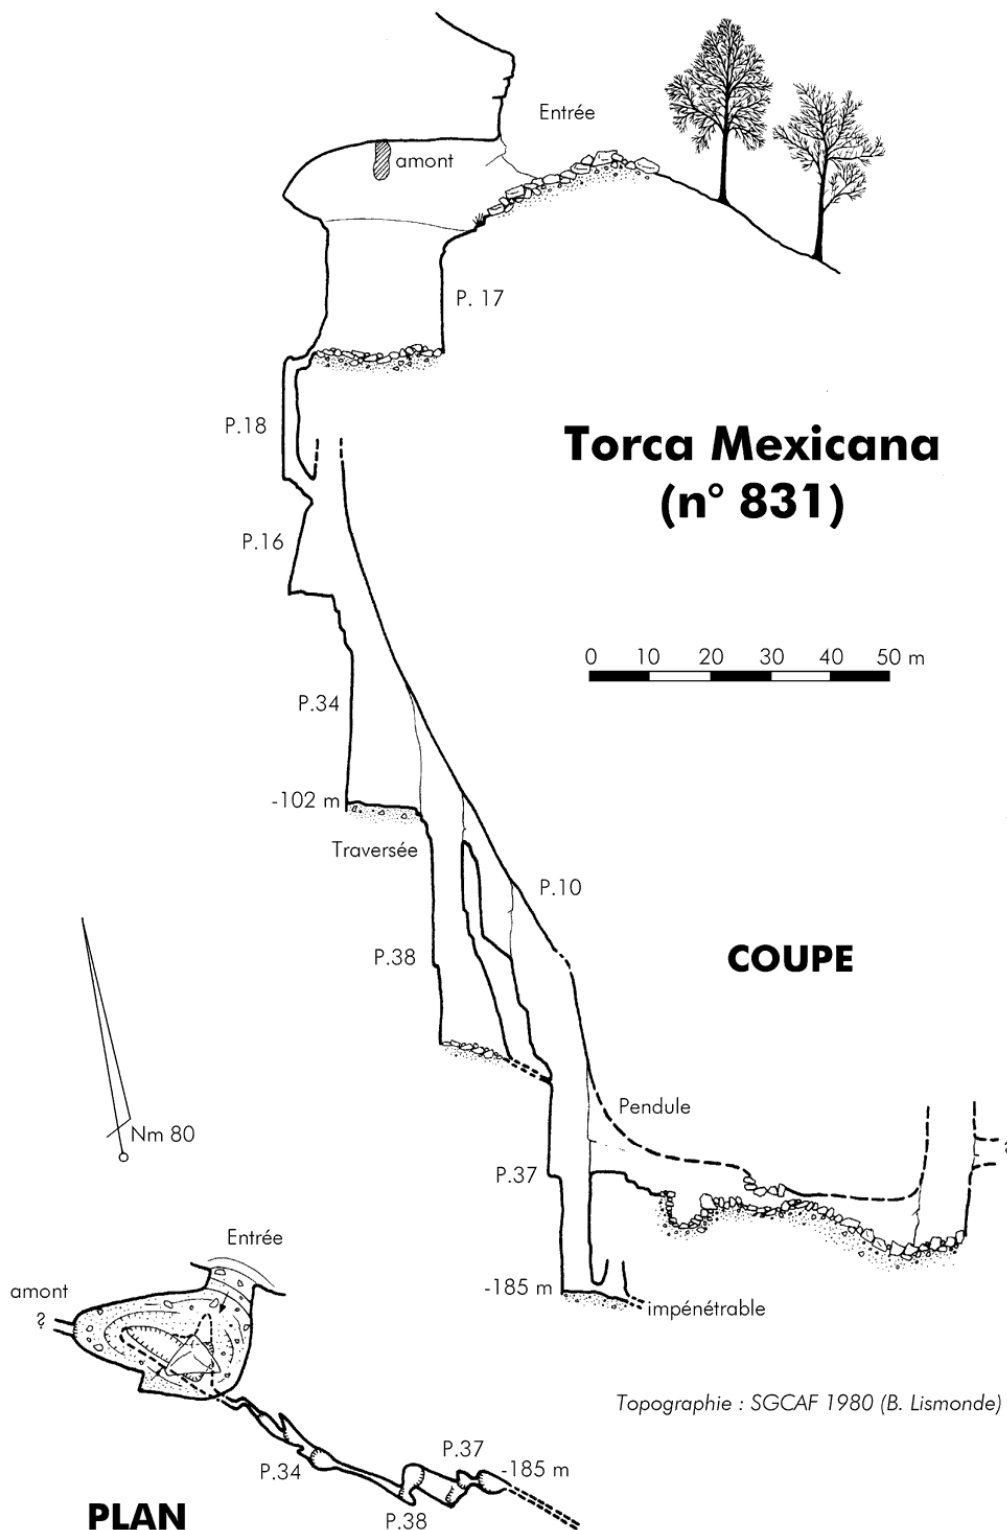 Entrée
amont
P. 17
P.18
Torca Mexicana
(n° 831)
P.16
0 10 20 30 40 50 m
P.34
-102 m
Traversée
P.10
P.38
COUPE
Pendule
Nm 80
?
P.37
Entrée
amont
?
-185 m
impénétrable
Topographie : SGCAF 1980 (B. Lismonde)
P.37
-185 m
P.34
PLAN
P.38